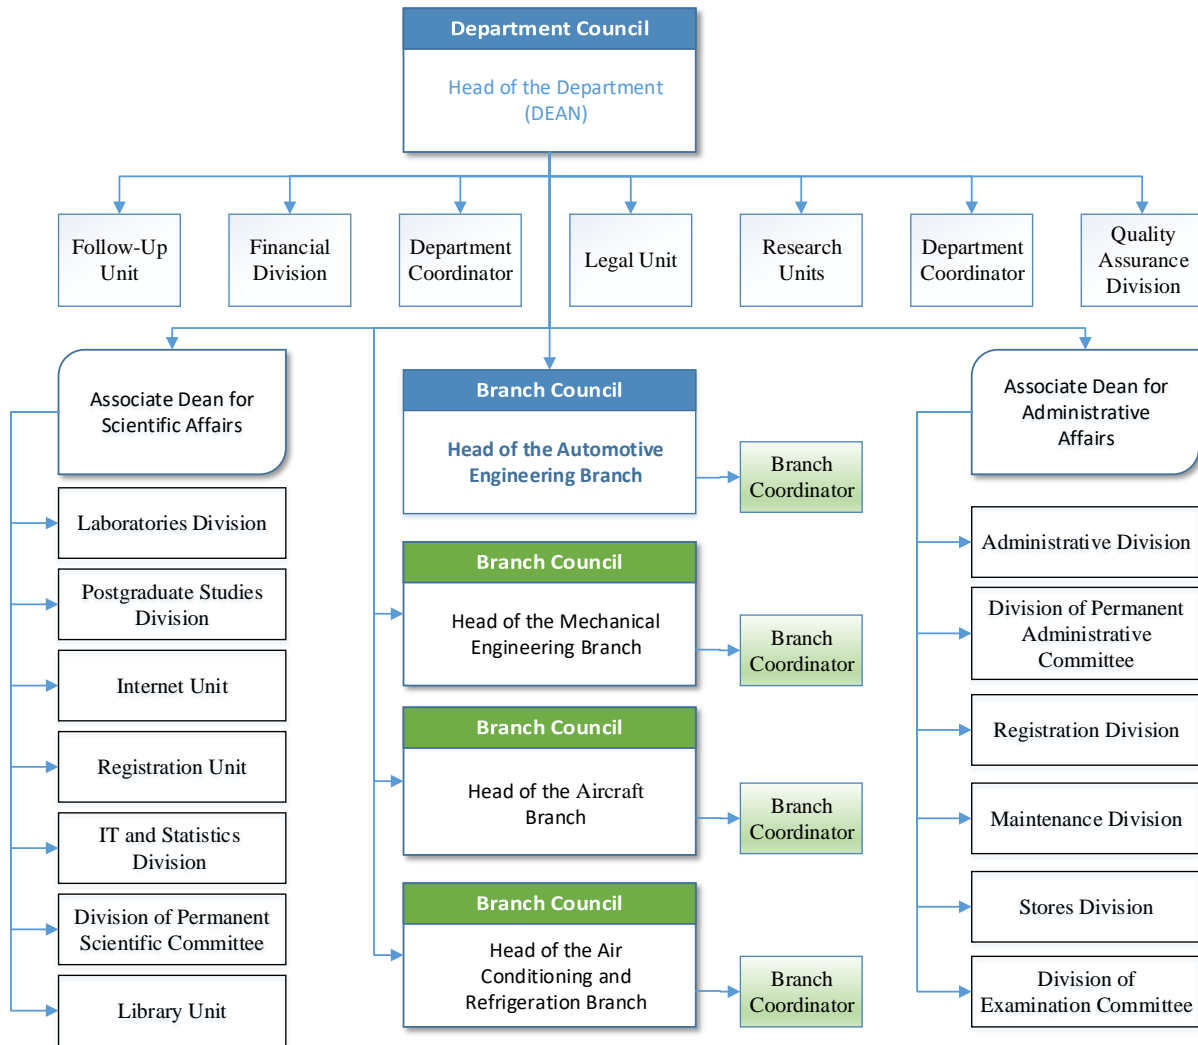 Department Council
Head of the Department
(DEAN)
Follow-Up
Unit
Financial
Division
Department
Coordinator
Legal Unit
Research
Units
Department
Coordinator
Quality
Assurance
Division
Associate Dean for
Scientific Affairs
Laboratories Division
Postgraduate Studies
Division
Internet Unit
Registration Unit
IT and Statistics
Division
Division of Permanent
Scientific Committee
Library Unit
Branch Council
Head of the Automotive
Engineering Branch
Branch
Coordinator
Branch Council
Head of the Mechanical
Engineering Branch
Branch
Coordinator
Branch Council
Head of the Aircraft
Branch
Branch
Coordinator
Branch Council
Head of the Air
Conditioning and
Refrigeration Branch
Branch
Coordinator
Associate Dean for
Administrative
Affairs
Administrative Division
Division of Permanent
Administrative
Committee
Registration Division
Maintenance Division
Stores Division
Division of
Examination Committee